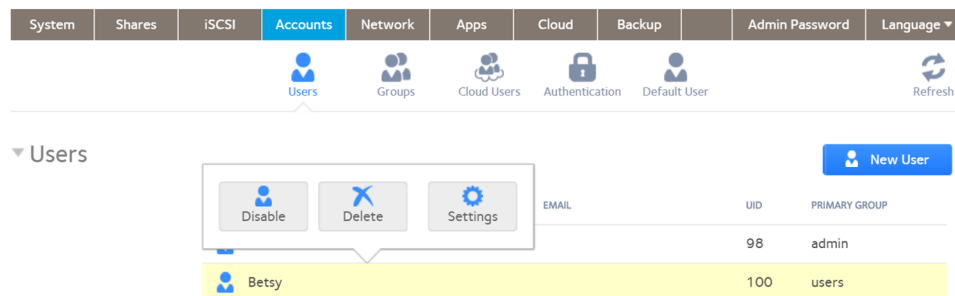 System Shares iSCSI Accounts Network Apps Cloud Backup Admin Password Language
Users Groups Cloud Users Authentication Default User Refresh
Users
New User
Disable Delete Settings
EMAIL UID PRIMARY GROUP
98 admin
Betsy 100 users